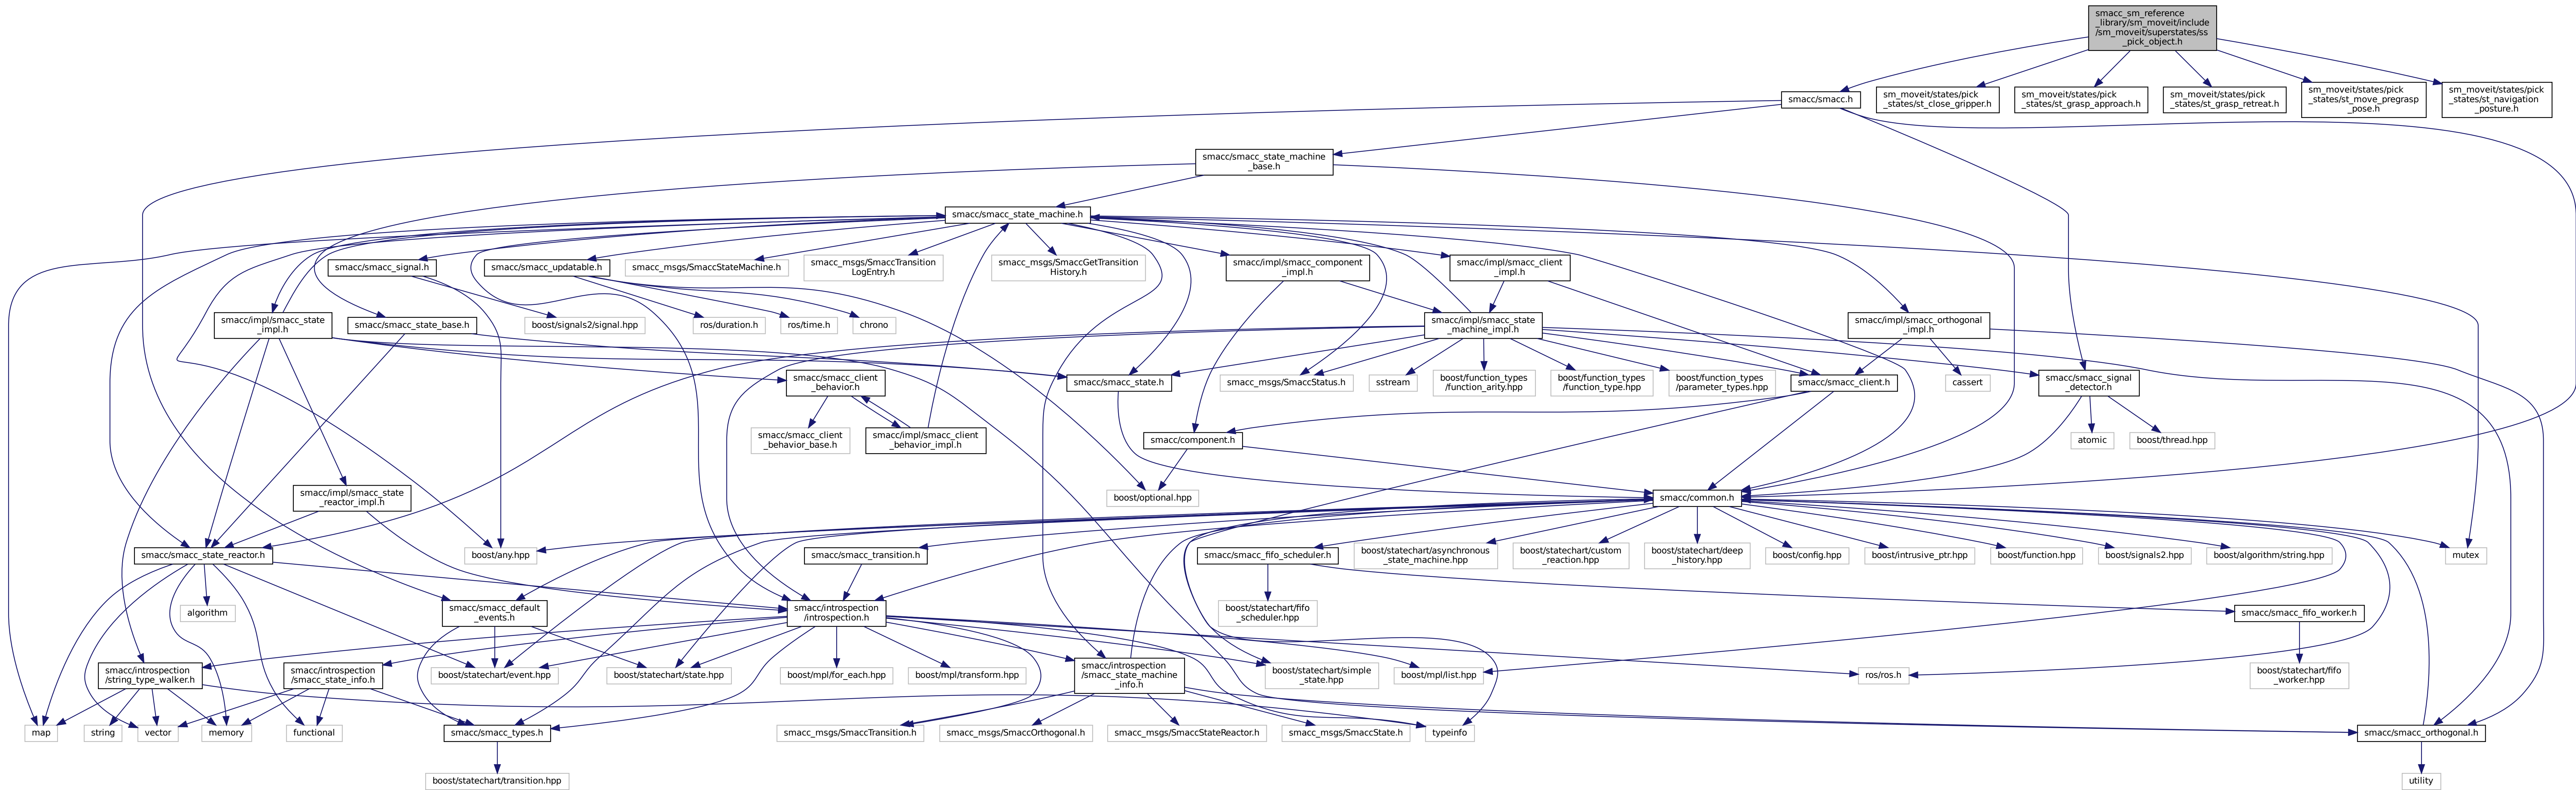 smacc_sm_reference
_library/sm_moveit/include
/sm_moveit/superstates/ss
_pick_object.h
smacc/smacc.h
sm_moveit/states/pick
_states/st_close_gripper.h
sm_moveit/states/pick
_states/st_grasp_approach.h
sm_moveit/states/pick
_states/st_grasp_retreat.h
sm_moveit/states/pick
_states/st_move_pregrasp
_pose.h
sm_moveit/states/pick
_states/st_navigation
_posture.h
smacc/smacc_state_machine
_base.h
smacc/smacc_state_machine.h
smacc/smacc_signal.h
smacc/smacc_updatable.h
smacc_msgs/SmaccStateMachine.h
smacc_msgs/SmaccTransition
LogEntry.h
smacc_msgs/SmaccGetTransition
History.h
smacc/impl/smacc_component
_impl.h
smacc/impl/smacc_client
_impl.h
smacc/impl/smacc_state
_impl.h
smacc/smacc_state_base.h
boost/signals2/signal.hpp
ros/duration.h
ros/time.h
chrono
smacc/impl/smacc_state
_machine_impl.h
smacc/impl/smacc_orthogonal
_impl.h
smacc/smacc_client
_behavior.h
smacc/smacc_state.h
smacc_msgs/SmaccStatus.h
sstream
boost/function_types
/function_arity.hpp
boost/function_types
/function_type.hpp
boost/function_types
/parameter_types.hpp
smacc/smacc_client.h
cassert
smacc/smacc_signal
_detector.h
smacc/smacc_client
_behavior_base.h
smacc/impl/smacc_client
_behavior_impl.h
smacc/component.h
atomic
boost/thread.hpp
smacc/impl/smacc_state
_reactor_impl.h
boost/optional.hpp
smacc/common.h
smacc/smacc_state_reactor.h
boost/any.hpp
smacc/smacc_transition.h
smacc/smacc_fifo_scheduler.h
boost/statechart/asynchronous
_state_machine.hpp
boost/statechart/custom
_reaction.hpp
boost/statechart/deep
_history.hpp
boost/config.hpp
boost/intrusive_ptr.hpp
boost/function.hpp
boost/signals2.hpp
boost/algorithm/string.hpp
mutex
algorithm
smacc/smacc_default
_events.h
smacc/introspection
/introspection.h
boost/statechart/fifo
_scheduler.hpp
smacc/smacc_fifo_worker.h
smacc/introspection
/string_type_walker.h
smacc/introspection
/smacc_state_info.h
boost/statechart/event.hpp
boost/statechart/state.hpp
boost/mpl/for_each.hpp
boost/mpl/transform.hpp
smacc/introspection
/smacc_state_machine
_info.h
boost/statechart/simple
_state.hpp
boost/mpl/list.hpp
ros/ros.h
boost/statechart/fifo
_worker.hpp
map
string
vector
memory
functional
smacc/smacc_types.h
smacc_msgs/SmaccTransition.h
smacc_msgs/SmaccOrthogonal.h
smacc_msgs/SmaccStateReactor.h
smacc_msgs/SmaccState.h
typeinfo
smacc/smacc_orthogonal.h
boost/statechart/transition.hpp
utility